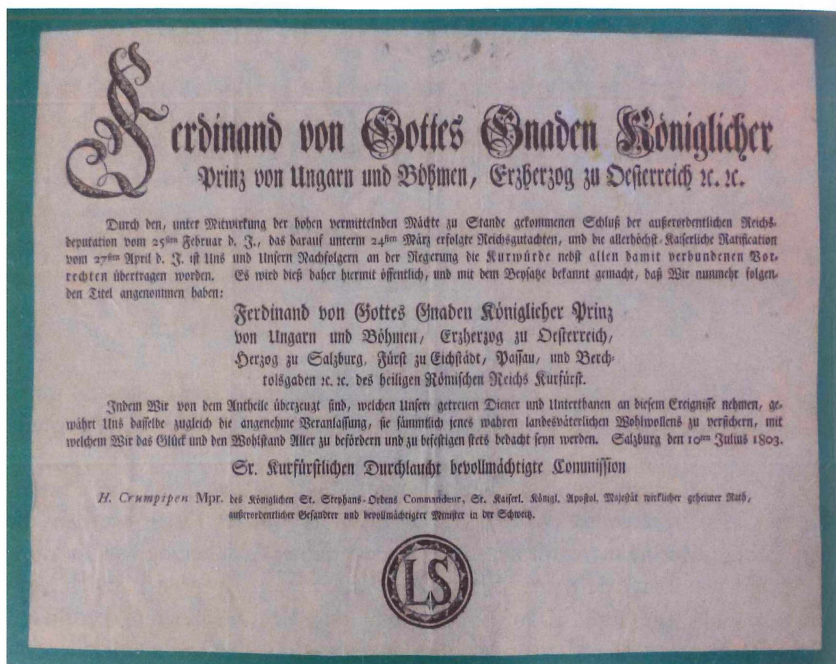 Ferdinand von Gottes Gnaden Königlicher
Prinz von Ungarn und Böhmen, Erzherzog zu Oesterreich ꝛc. ꝛc.
Durch den, unter Mitwirkung der hohen vermittelnden Mächte zu Stande gekommenen Schluß der außerordentlichen Reichs-
deputation vom 25sten Februar d. J., das darauf unterm 24sten März erfolgte Reichsgutachten, und die allerhöchst-Kaiserliche Ratification
vom 27sten April d. J. ist Uns und Unsern Nachfolgern an der Regierung die Kurwürde nebst allen damit verbundenen Vor-
rechten übertragen worden. Es wird dieß daher hiermit öffentlich, und mit dem Beysatze bekannt gemacht, daß Wir nunmehr folgen-
den Titel angenommen haben:
Ferdinand von Gottes Gnaden Königlicher Prinz
von Ungarn und Böhmen, Erzherzog zu Oesterreich,
Herzog zu Salzburg, Fürst zu Eichstädt, Passau, und Berch-
tolsgaden ꝛc. ꝛc. des heiligen Römischen Reichs Kurfürst.
Indem Wir von dem Antheile überzeugt sind, welchen Unsere getreuen Diener und Unterthanen an diesem Ereignisse nehmen, ge-
währt Uns dasselbe zugleich die angenehme Veranlassung, sie sämmtlich jenes wahren landesväterlichen Wohlwollens zu versichern, mit
welchem Wir das Glück und den Wohlstand Aller zu befördern und zu befestigen stets bedacht seyn werden. Salzburg den 10ten Julius 1803.
Sr. Kurfürstlichen Durchlaucht bevollmächtigte Commission
H. Crumpipen Mpr. des Königlichen St. Stephans-Ordens Commandeur, Sr. Kaiserl. Königl. Apostol. Majestät wirklicher geheimer Rath,
außerordentlicher Gesandter und bevollmächtigter Minister in der Schweitz.
LS